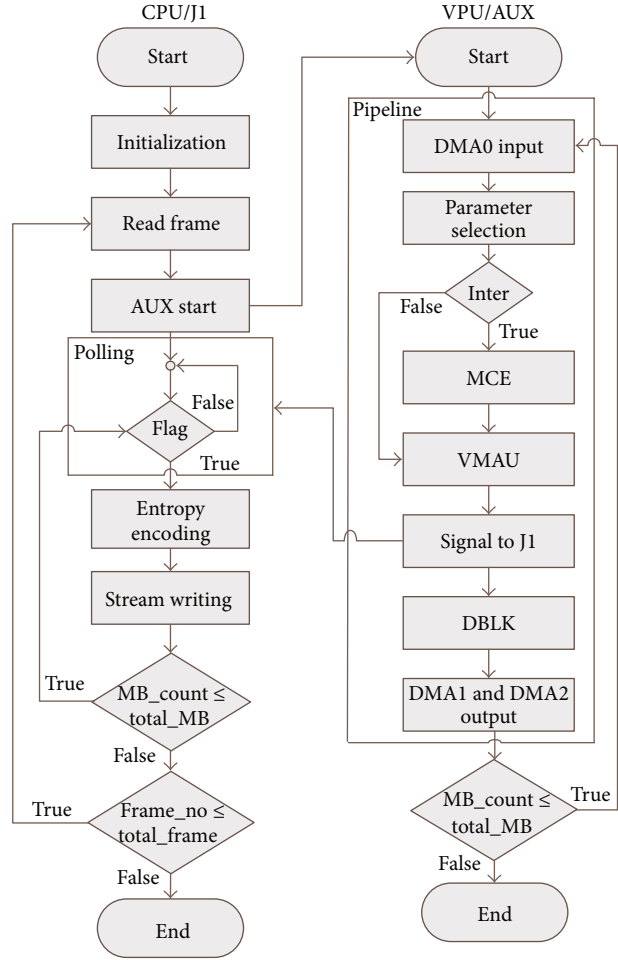 CPU/J1
Start
Initialization
Read frame
AUX start
Polling
False
Flag
True
Entropy
encoding
Stream writing
True
MB_count ≤
total_MB
False
True
Frame_no ≤
total_frame
False
End
VPU/AUX
Start
Pipeline
DMA0 input
Parameter
selection
Inter
False
True
MCE
VMAU
Signal to J1
DBLK
DMA1 and DMA2
output
MB_count ≤
total_MB
True
False
End